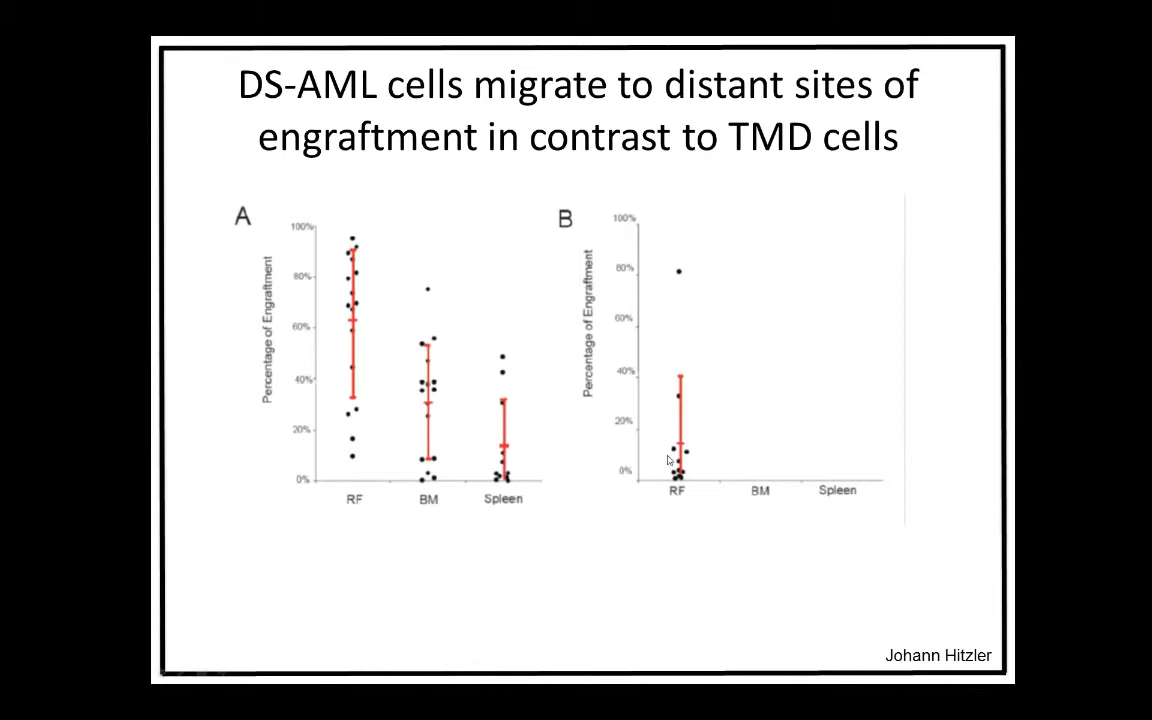 DS-AML cells migrate to distant sites of
engraftment in contrast to TMD cells
A
Percentage of Engraftment
100%
80%
60%
40%
20%
0%
RF
BM
Spleen
B
Percentage of Engraftment
100%
80%
60%
40%
20%
0%
RF
BM
Spleen
Johann Hitzler